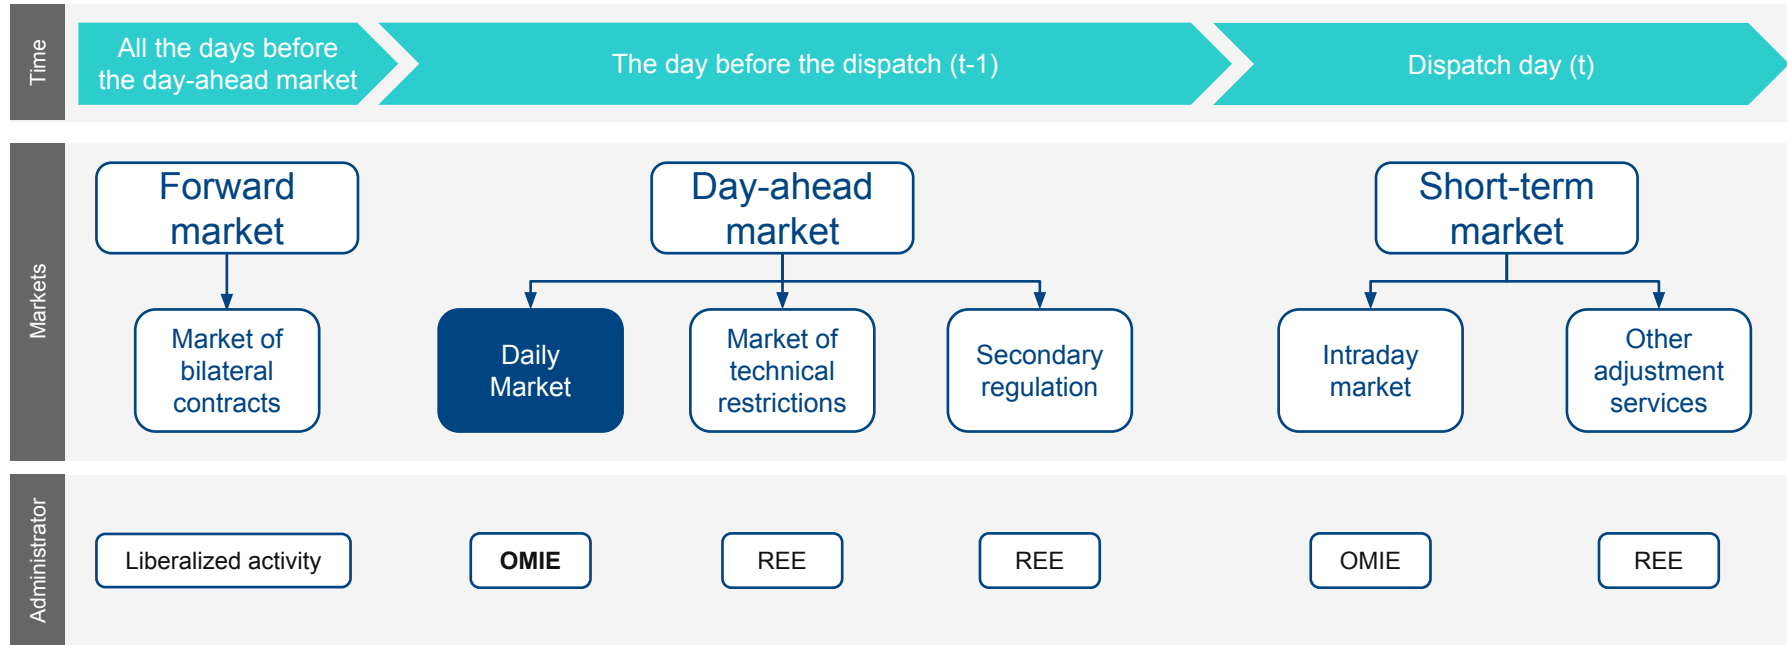 Time
All the days before
the day-ahead market
The day before the dispatch (t-1)
Dispatch day (t)
Markets
Forward
market
Day-ahead
market
Short-term
market
Market of
bilateral
contracts
Daily
Market
Market of
technical
restrictions
Secondary
regulation
Intraday
market
Other
adjustment
services
Administrator
Liberalized activity
OMIE
REE
REE
OMIE
REE